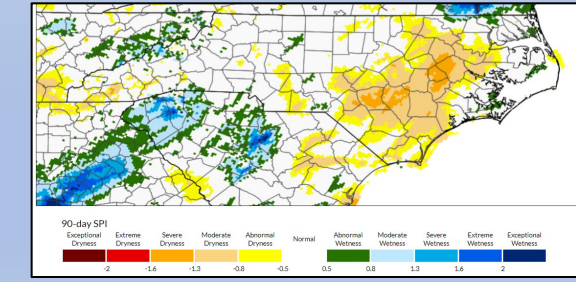 90-day SPI
Exceptional Dryness Extreme Dryness Severe Dryness Moderate Dryness Abnormal Dryness Normal Abnormal Wetness Moderate Wetness Severe Wetness Extreme Wetness Exceptional Wetness
-2 -1.6 -1.3 -0.8 -0.5 0.5 0.8 1.3 1.6 2